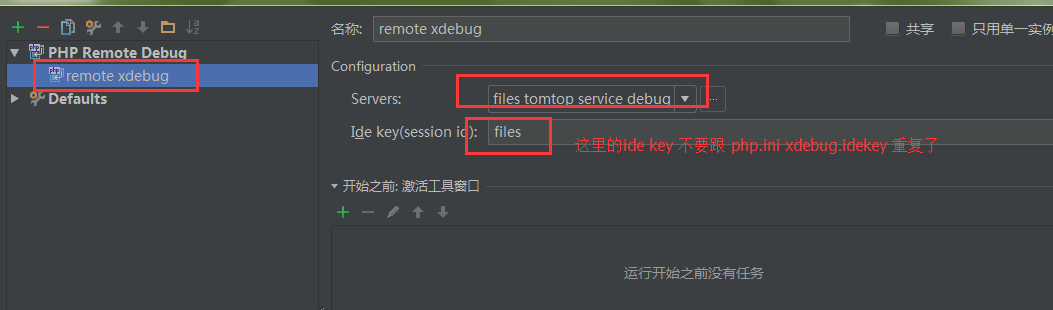 名称: remote xdebug 共享 只用单一实例
PHP Remote Debug
remote xdebug
Defaults
Configuration
Servers: files tomtop service debug ...
Ide key(session id): files
这里的ide key 不要跟 php.ini xdebug.idekey 重复了
开始之前: 激活工具窗口
运行开始之前没有任务